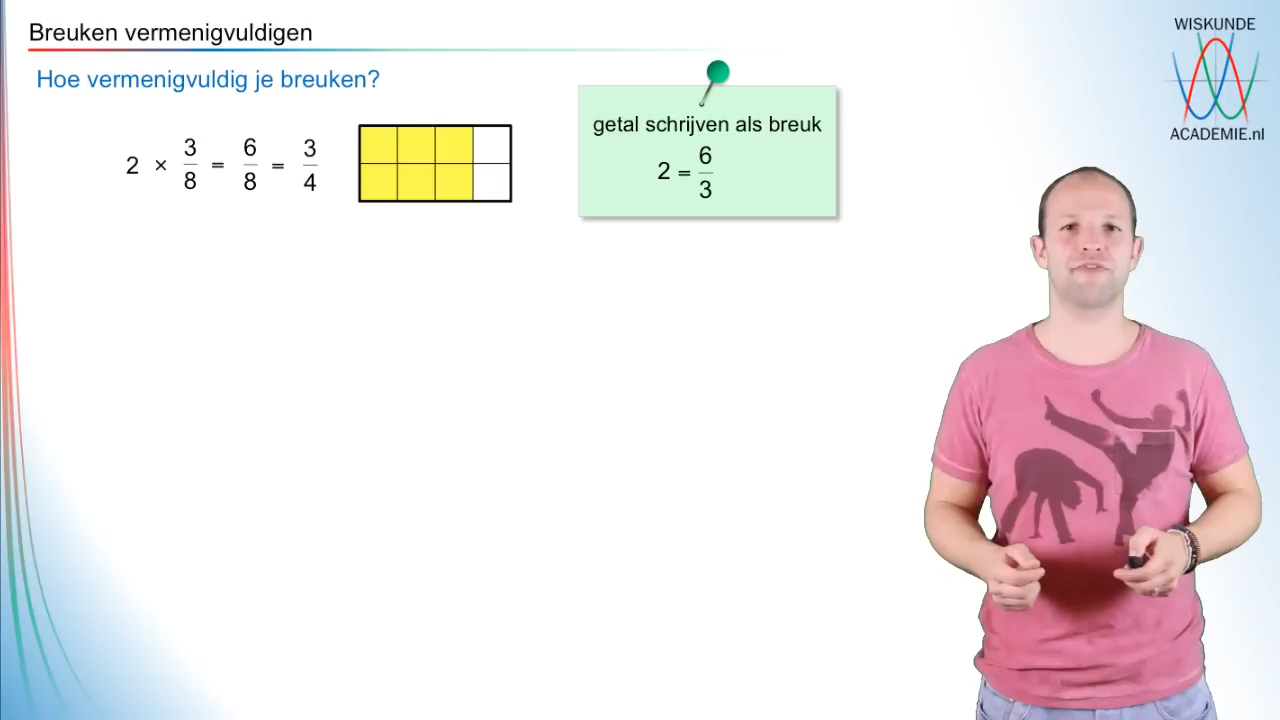 Breuken vermenigvuldigen
WISKUNDE
ACADEMIE.nl
Hoe vermenigvuldig je breuken?
2 × 3/8 = 6/8 = 3/4
getal schrijven als breuk
2 = 6/3